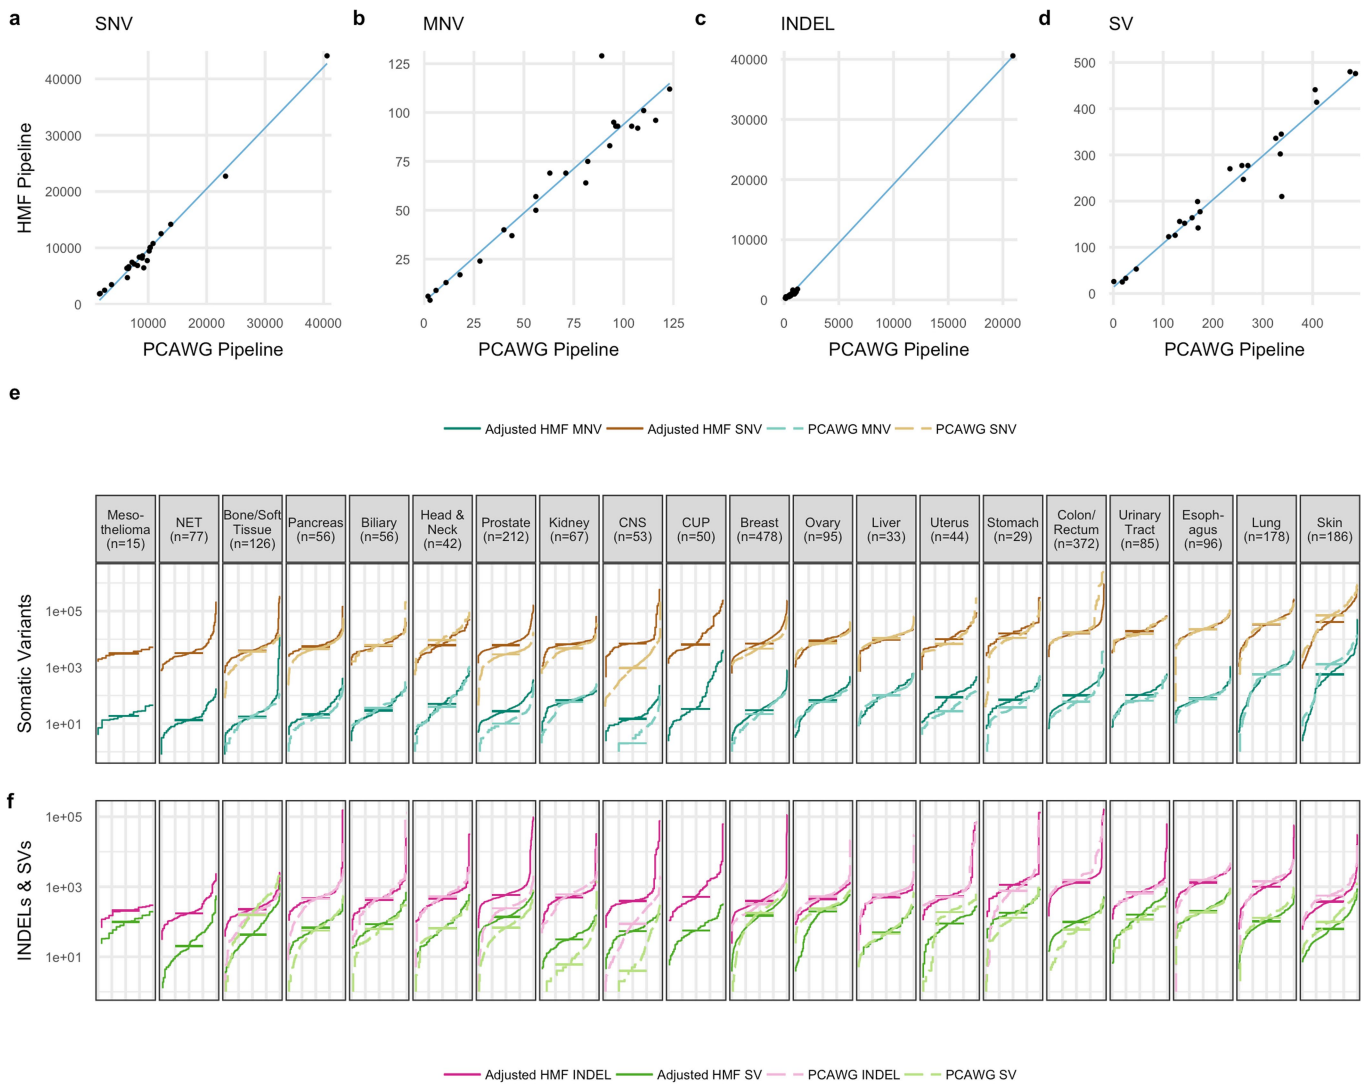 a SNV
b MNV
c INDEL
d SV
HMF Pipeline
40000
30000
20000
10000
0
10000 20000 30000 40000
PCAWG Pipeline
125
100
75
50
25
0 25 50 75 100 125
PCAWG Pipeline
40000
30000
20000
10000
0
0 5000 10000 15000 20000
PCAWG Pipeline
500
400
300
200
100
0
0 100 200 300 400
PCAWG Pipeline
e
Adjusted HMF MNV Adjusted HMF SNV PCAWG MNV PCAWG SNV
Meso-
thelioma
(n=15)
NET
(n=77)
Bone/Soft
Tissue
(n=126)
Pancreas
(n=56)
Biliary
(n=56)
Head &
Neck
(n=42)
Prostate
(n=212)
Kidney
(n=67)
CNS
(n=53)
CUP
(n=50)
Breast
(n=478)
Ovary
(n=95)
Liver
(n=33)
Uterus
(n=44)
Stomach
(n=29)
Colon/
Rectum
(n=372)
Urinary
Tract
(n=85)
Esoph-
agus
(n=96)
Lung
(n=178)
Skin
(n=186)
Somatic Variants
1e+05
1e+03
1e+01
f
INDELs & SVs
1e+05
1e+03
1e+01
Adjusted HMF INDEL Adjusted HMF SV PCAWG INDEL PCAWG SV